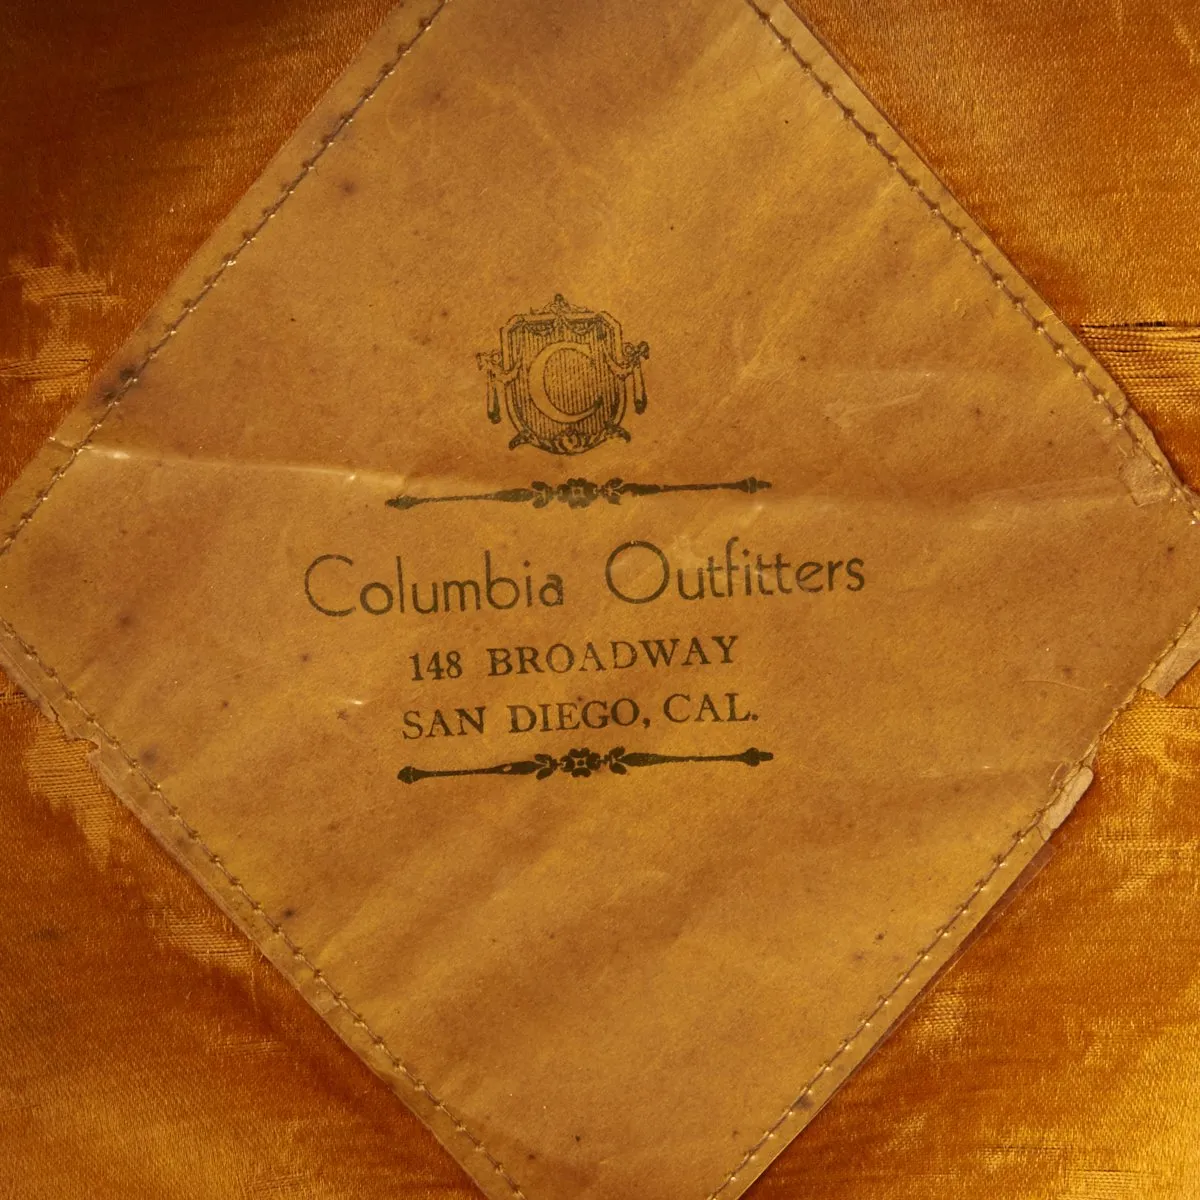 C
Columbia Outfitters
148 BROADWAY
SAN DIEGO, CAL.